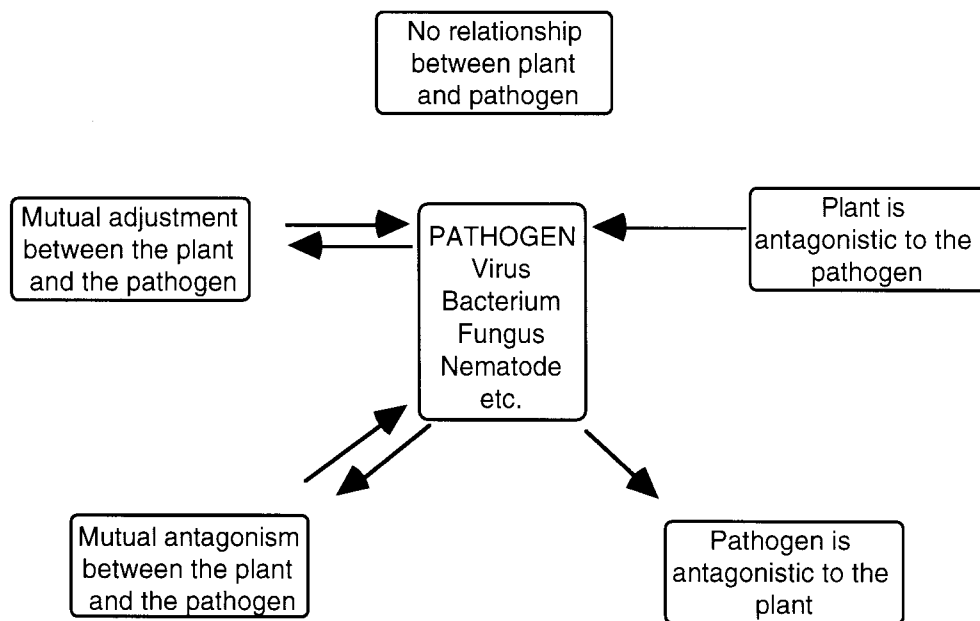 No relationship
between plant
and pathogen
Mutual adjustment
between the plant
and the pathogen
PATHOGEN
Virus
Bacterium
Fungus
Nematode
etc.
Plant is
antagonistic to the
pathogen
Mutual antagonism
between the plant
and the pathogen
Pathogen is
antagonistic to the
plant